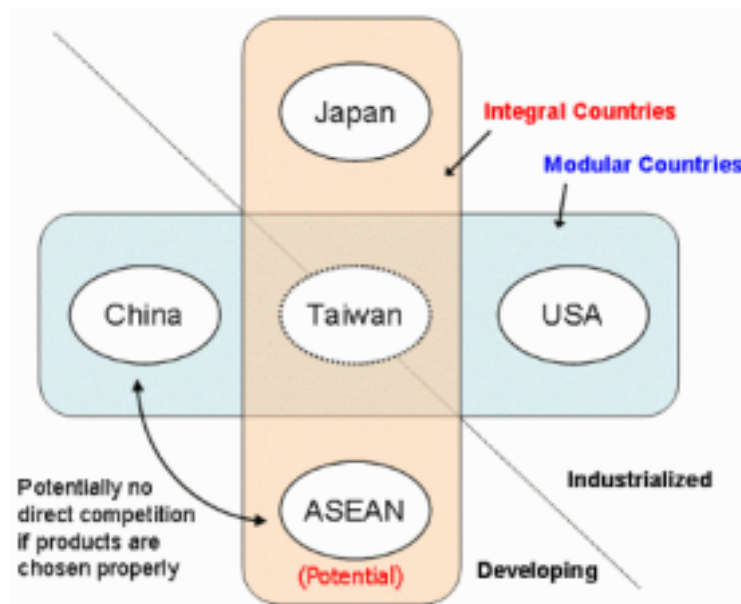 Japan
Integral Countries
Modular Countries
China
Taiwan
USA
Potentially no
direct competition
if products are
chosen properly
ASEAN
(Potential)
Industrialized
Developing